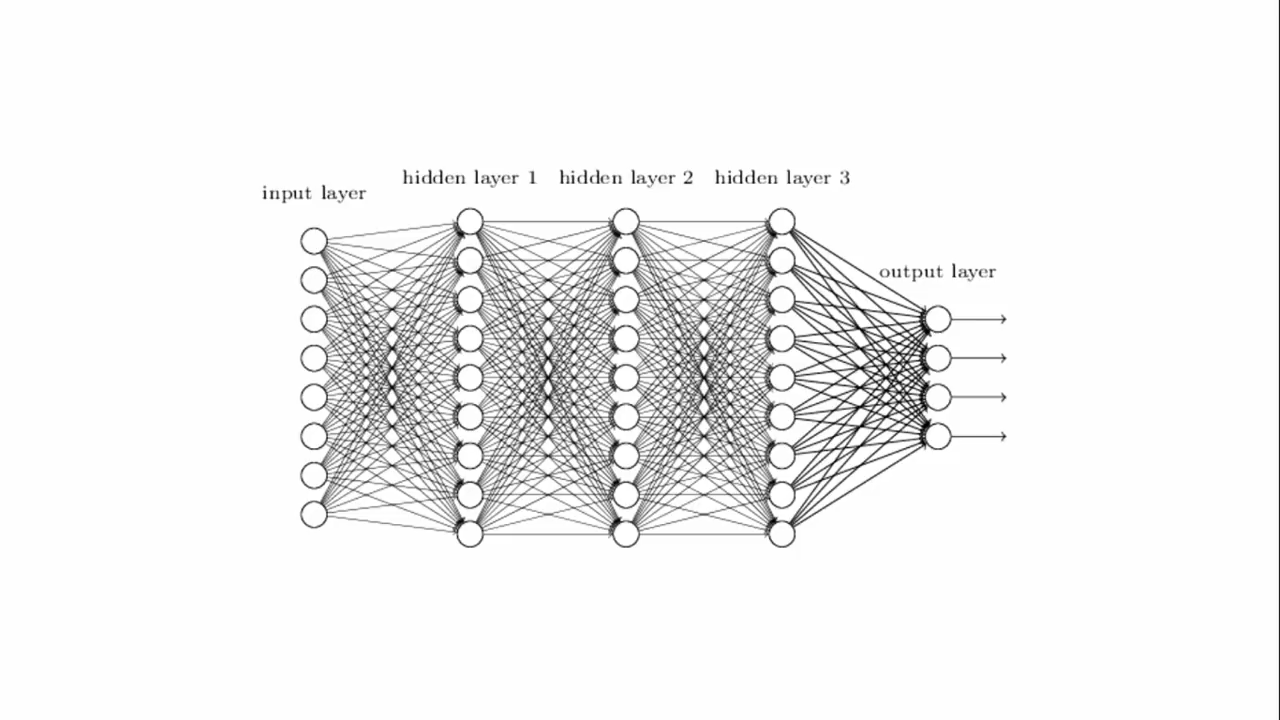 input layer
hidden layer 1
hidden layer 2
hidden layer 3
output layer